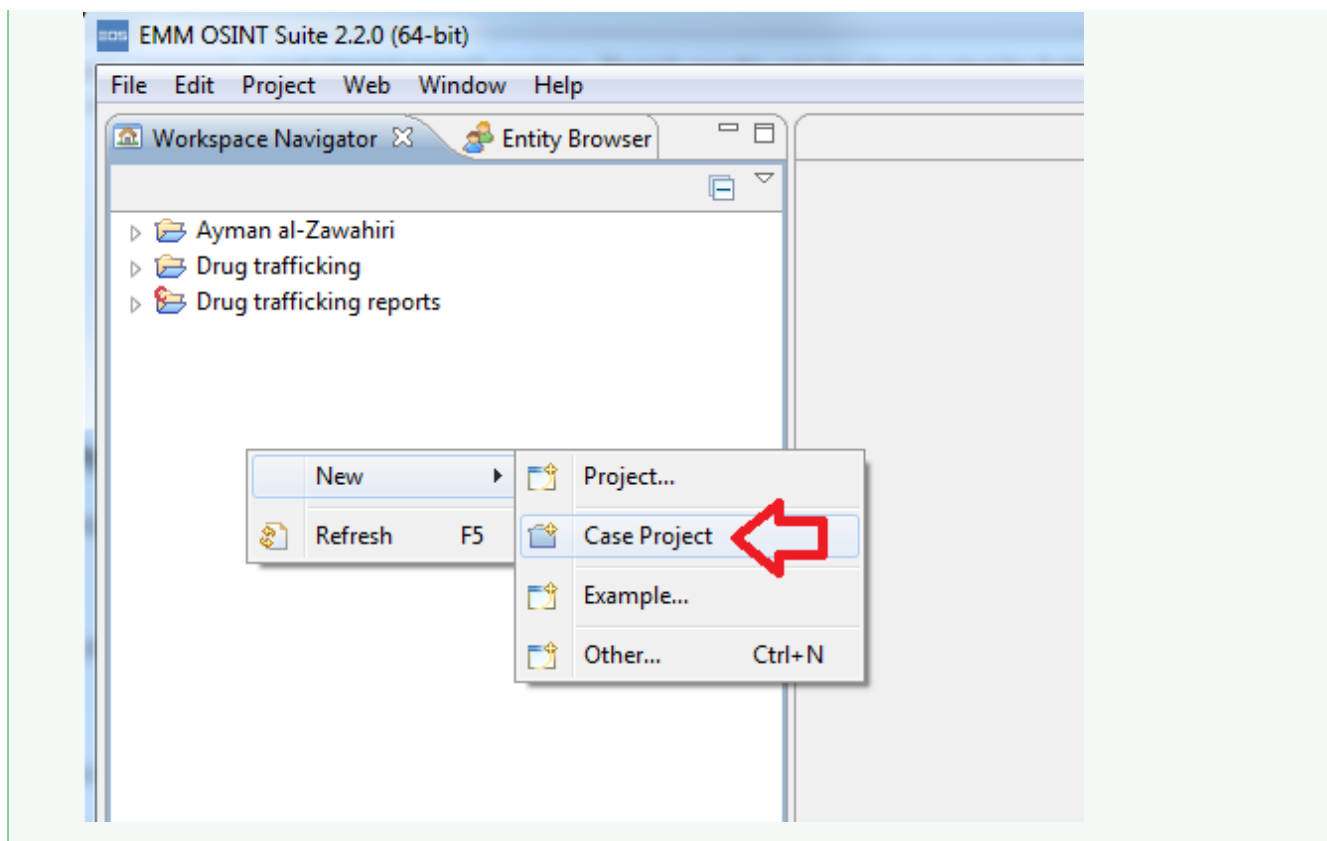 EOS EMM OSINT Suite 2.2.0 (64-bit)
File Edit Project Web Window Help
Workspace Navigator Entity Browser
Ayman al-Zawahiri
Drug trafficking
Drug trafficking reports
New Project...
Refresh F5 Case Project
Example...
Other... Ctrl+N